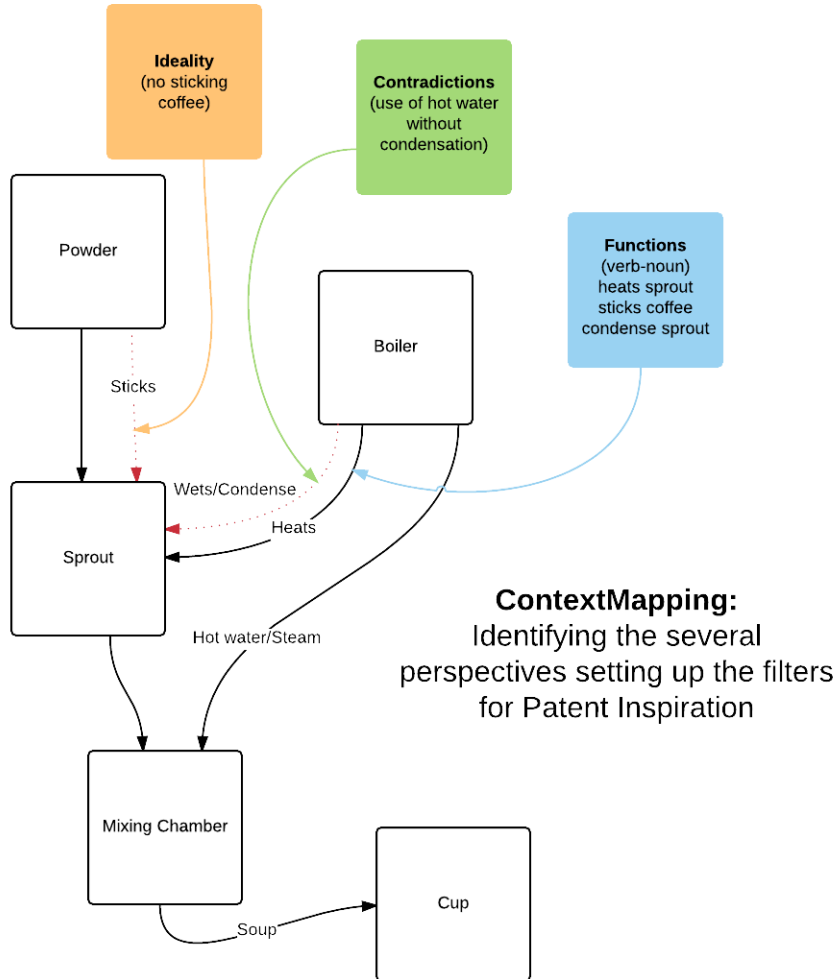 Ideality
(no sticking
coffee)
Contradictions
(use of hot water
without
condensation)
Powder
Functions
(verb-noun)
heats sprout
sticks coffee
condense sprout
Boiler
Sticks
Wets/Condense
Heats
Sprout
Hot water/Steam
ContextMapping:
Identifying the several
perspectives setting up the filters
for Patent Inspiration
Mixing Chamber
Cup
Soup